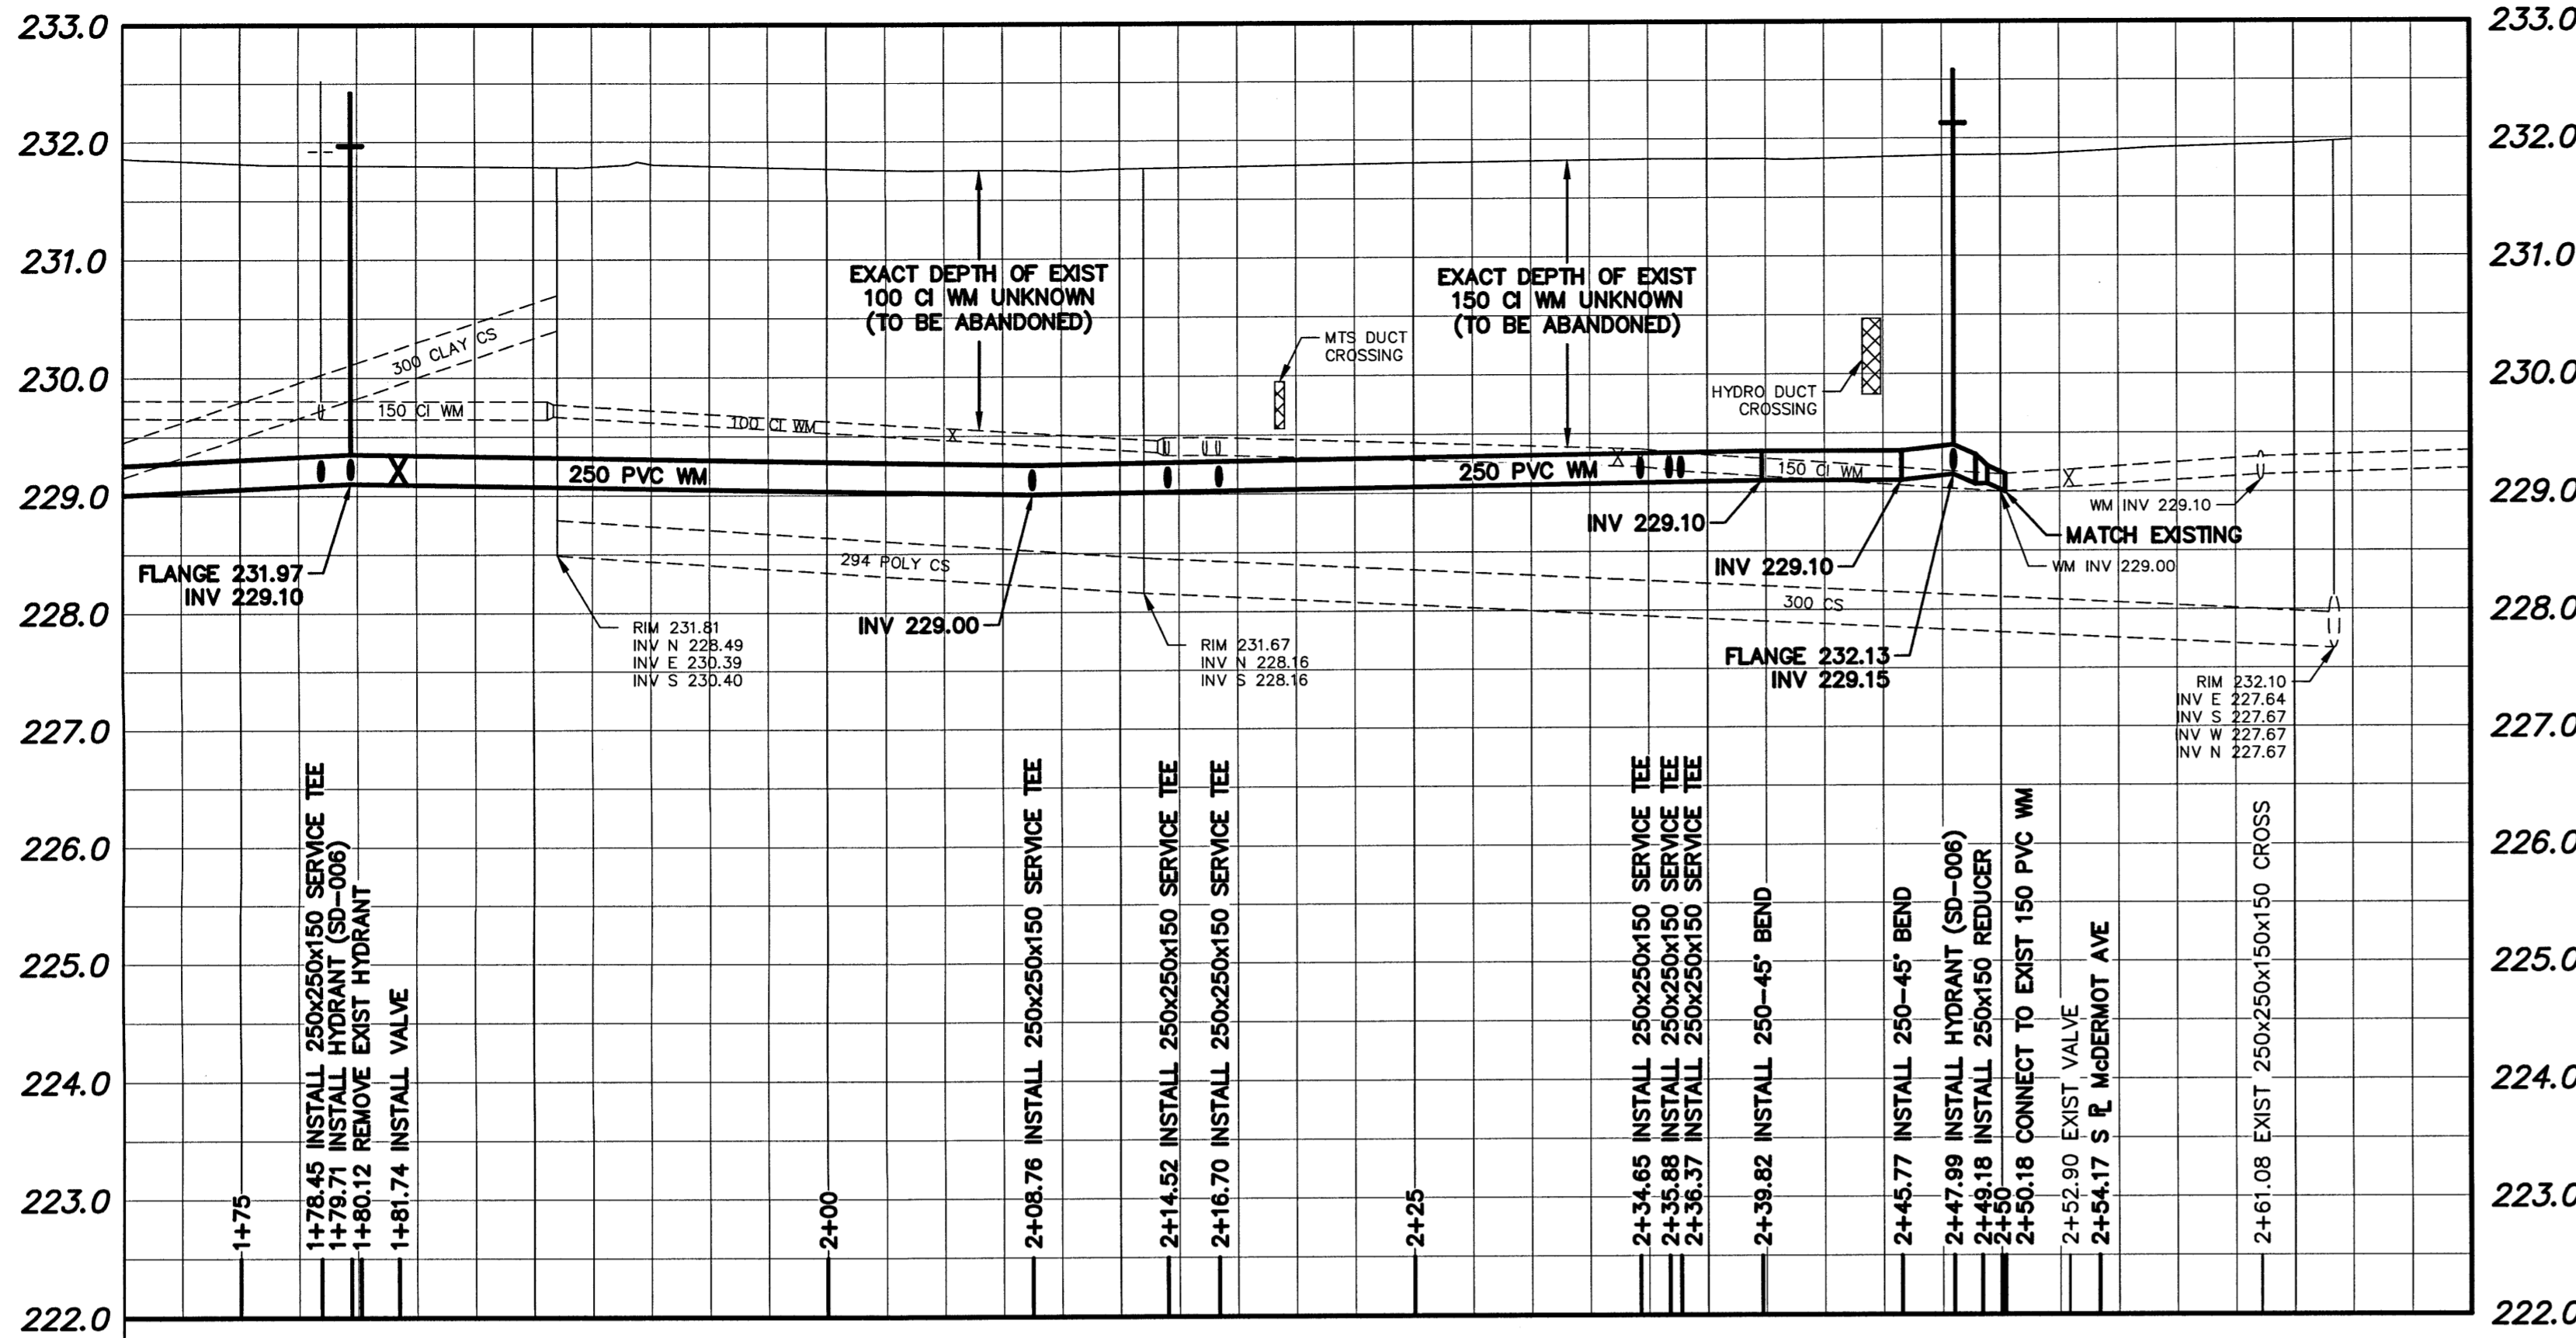 233.0
233.0
232.0
232.0
231.0
231.0
EXACT DEPTH OF EXIST
100 CI WM UNKNOWN
(TO BE ABANDONED)
EXACT DEPTH OF EXIST
150 CI WM UNKNOWN
(TO BE ABANDONED)
300 CLAY CS
MTS DUCT
CROSSING
230.0
230.0
HYDRO DUCT
CROSSING
150 CI WM
100 CI WM
250 PVC WM
250 PVC WM
150 CI WM
229.0
229.0
WM INV 229.10
INV 229.10
MATCH EXISTING
FLANGE 231.97
INV 229.10
294 POLY CS
INV 229.10
WM INV 229.00
300 CS
228.0
228.0
RIM 231.81
INV N 228.49
INV E 230.39
INV S 230.40
INV 229.00
RIM 231.67
INV N 228.16
INV S 228.16
FLANGE 232.13
INV 229.15
RIM 232.10
INV E 227.64
INV S 227.67
INV W 227.67
INV N 227.67
227.0
227.0
226.0
226.0
225.0
225.0
224.0
224.0
223.0
223.0
222.0
222.0
1+75
1+78.45 INSTALL 250x250x150 SERVICE TEE
1+79.71 INSTALL HYDRANT (SD-006)
1+80.12 REMOVE EXIST HYDRANT
1+81.74 INSTALL VALVE
2+00
2+08.76 INSTALL 250x250x150 SERVICE TEE
2+14.52 INSTALL 250x250x150 SERVICE TEE
2+16.70 INSTALL 250x250x150 SERVICE TEE
2+25
2+34.65 INSTALL 250x250x150 SERVICE TEE
2+35.88 INSTALL 250x250x150 SERVICE TEE
2+36.37 INSTALL 250x250x150 SERVICE TEE
2+39.82 INSTALL 250-45° BEND
2+45.77 INSTALL 250-45° BEND
2+47.99 INSTALL HYDRANT (SD-006)
2+49.18 INSTALL 250x150 REDUCER
2+50
2+50.18 CONNECT TO EXIST 150 PVC WM
2+52.90 EXIST VALVE
2+54.17 S PL McDERMOT AVE
2+61.08 EXIST 250x250x150x150 CROSS